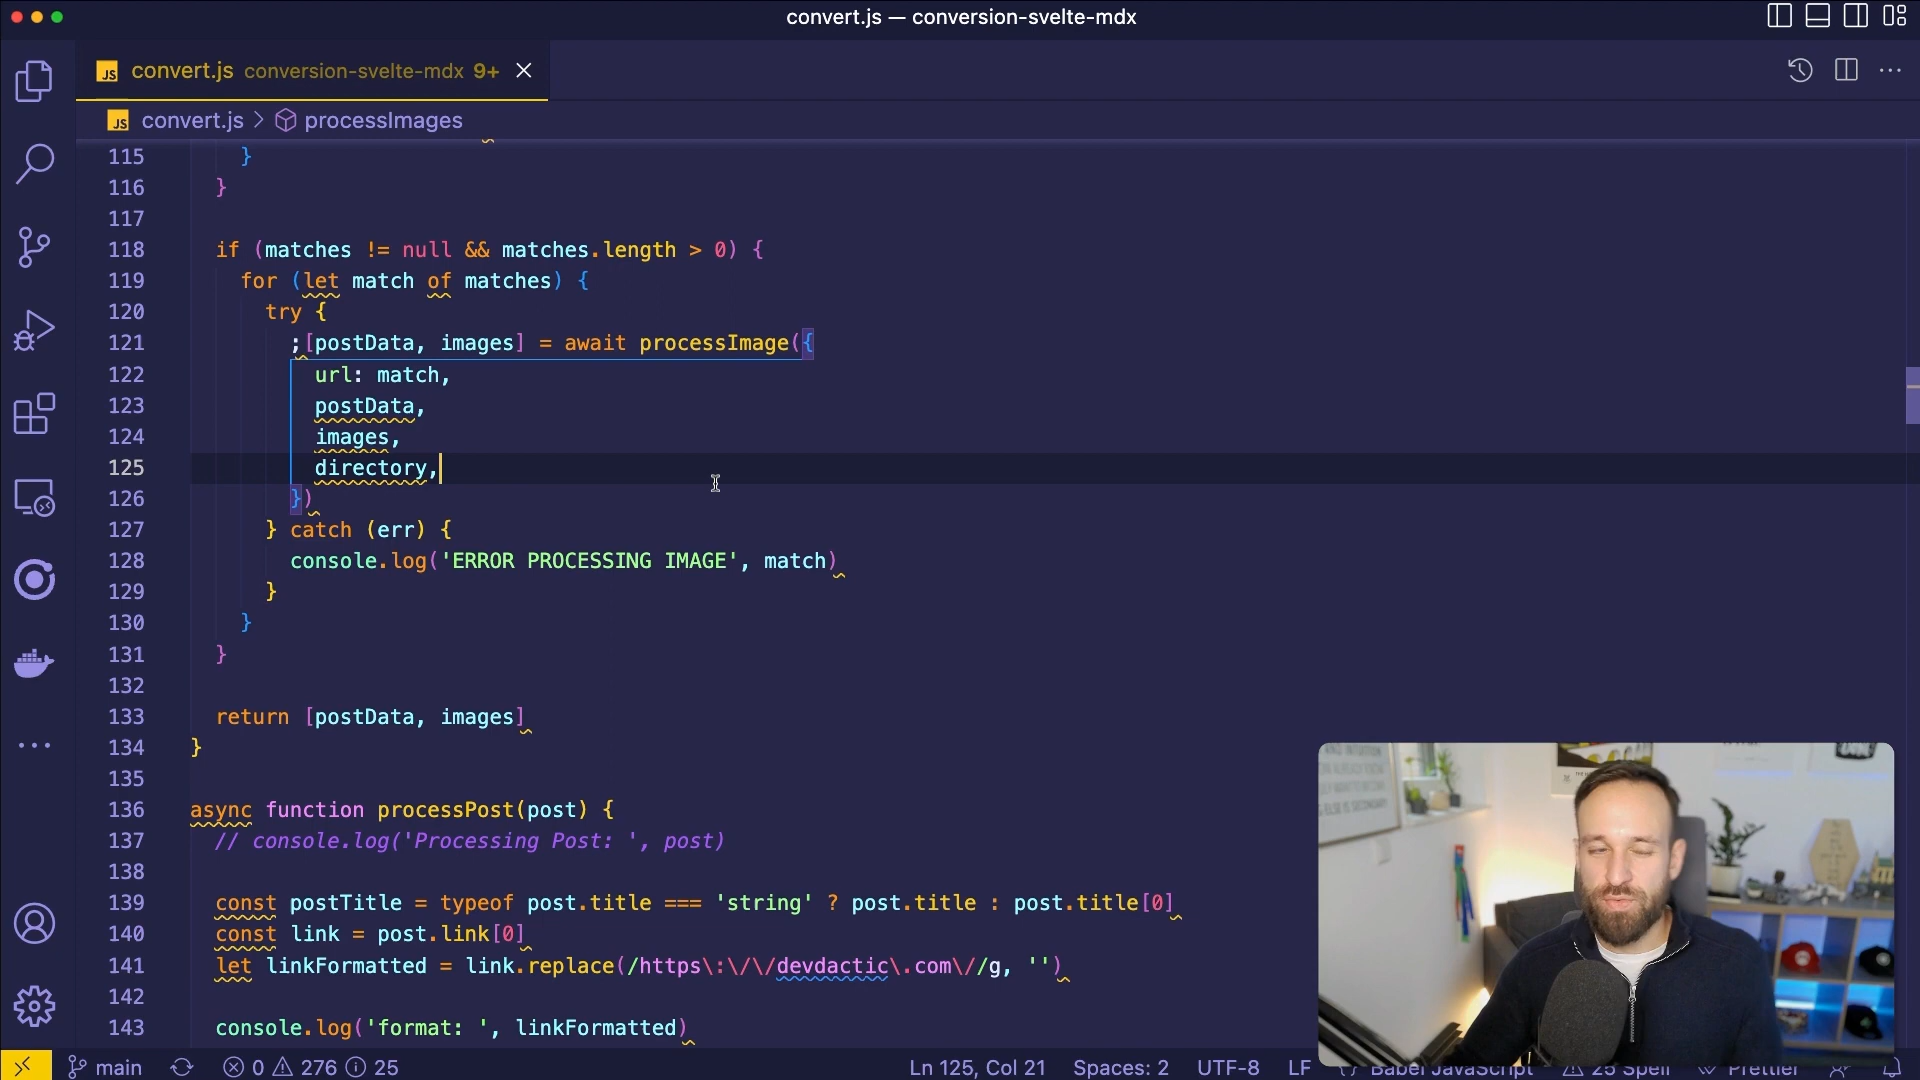 convert.js — conversion-svelte-mdx
JS convert.js conversion-svelte-mdx 9+
JS convert.js > processImages
115 }
116 }
117
118 if (matches != null && matches.length > 0) {
119 for (let match of matches) {
120 try {
121 ;[postData, images] = await processImage({
122 url: match,
123 postData,
124 images,
125 directory,
126 })
127 } catch (err) {
128 console.log('ERROR PROCESSING IMAGE', match)
129 }
130 }
131 }
132
133 return [postData, images]
134 }
135
136 async function processPost(post) {
137 // console.log('Processing Post: ', post)
138
139 const postTitle = typeof post.title === 'string' ? post.title : post.title[0]
140 const link = post.link[0]
141 let linkFormatted = link.replace(/https\:\/\/devdactic\.com\//g, '')
142
143 console.log('format: ', linkFormatted)
main 0 276 25 Ln 125, Col 21 Spaces: 2 UTF-8 LF {} Babel JavaScript 25 Spell Prettier